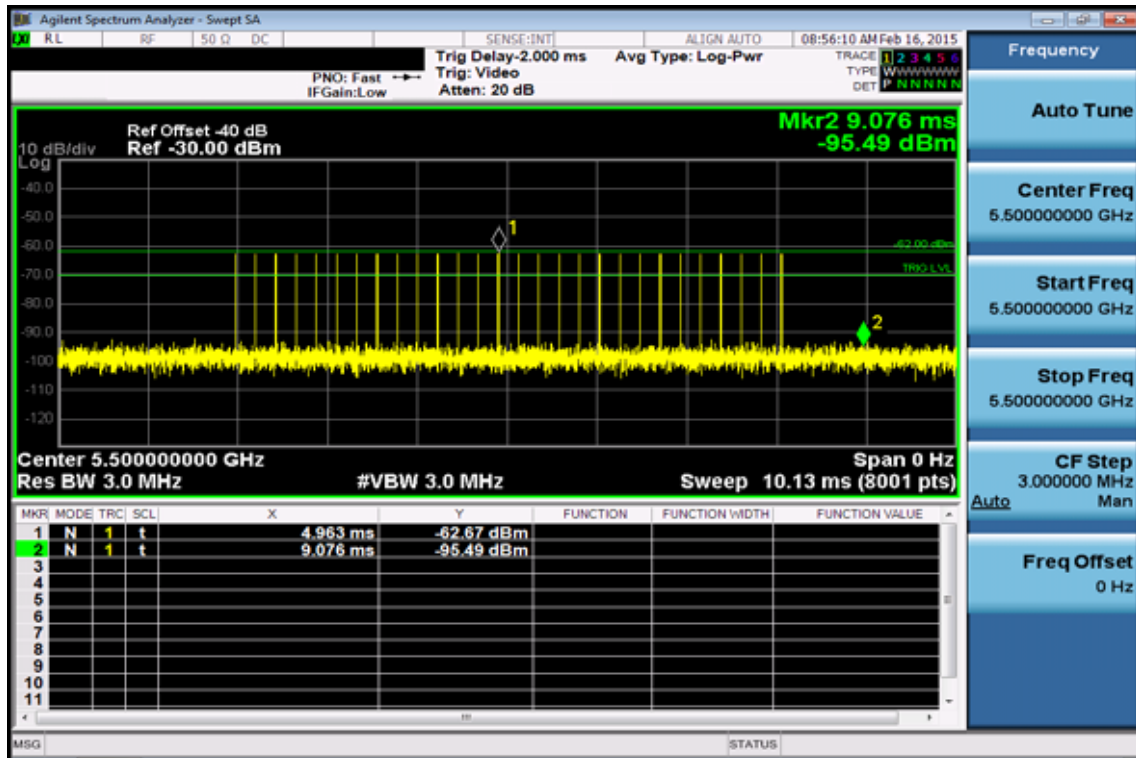 Agilent Spectrum Analyzer - Swept SA
RL RF 50 Ω DC SENSE:INT ALIGN AUTO 08:56:10 AM Feb 16, 2015
Trig Delay-2.000 ms Avg Type: Log-Pwr TRACE 1 2 3 4 5 6
PNO: Fast Trig: Video TYPE WWWWWW
IFGain:Low Atten: 20 dB DET P N N N N N
Mkr2 9.076 ms
-95.49 dBm
Ref Offset -40 dB
10 dB/div Ref -30.00 dBm
Log
-40.0
-50.0
1
-60.0
-62.00 dBm
-70.0
TRIG LVL
-80.0
-90.0
2
-100
-110
-120
Center 5.500000000 GHz Span 0 Hz
Res BW 3.0 MHz #VBW 3.0 MHz Sweep 10.13 ms (8001 pts)
MKR MODE TRC SCL X Y FUNCTION FUNCTION WIDTH FUNCTION VALUE
1 N 1 t 4.963 ms -62.67 dBm
2 N 1 t 9.076 ms -95.49 dBm
3
4
5
6
7
8
9
10
11
MSG STATUS
Frequency
Auto Tune
Center Freq
5.500000000 GHz
Start Freq
5.500000000 GHz
Stop Freq
5.500000000 GHz
CF Step
3.000000 MHz
Auto Man
Freq Offset
0 Hz